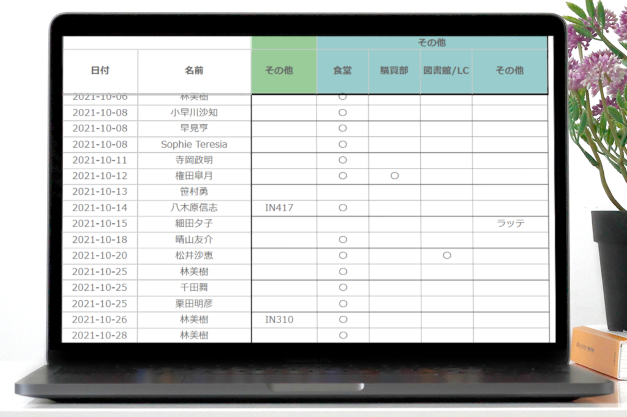 その他
日付 名前 その他 食堂 購買部 図書館/LC その他
2021-10-06 林美樹 ○
2021-10-08 小早川沙知 ○
2021-10-08 早見亨 ○
2021-10-08 Sophie Teresia ○
2021-10-11 寺岡政明 ○
2021-10-12 権田皐月 ○ ○
2021-10-13 笹村勇
2021-10-14 八木原信志 IN417 ○
2021-10-15 細田夕子 ラッテ
2021-10-18 晴山友介 ○
2021-10-20 松井沙恵 ○ ○
2021-10-25 林美樹 ○
2021-10-25 千田舞 ○
2021-10-25 栗田明彦 ○
2021-10-26 林美樹 IN310 ○
2021-10-28 林美樹 ○